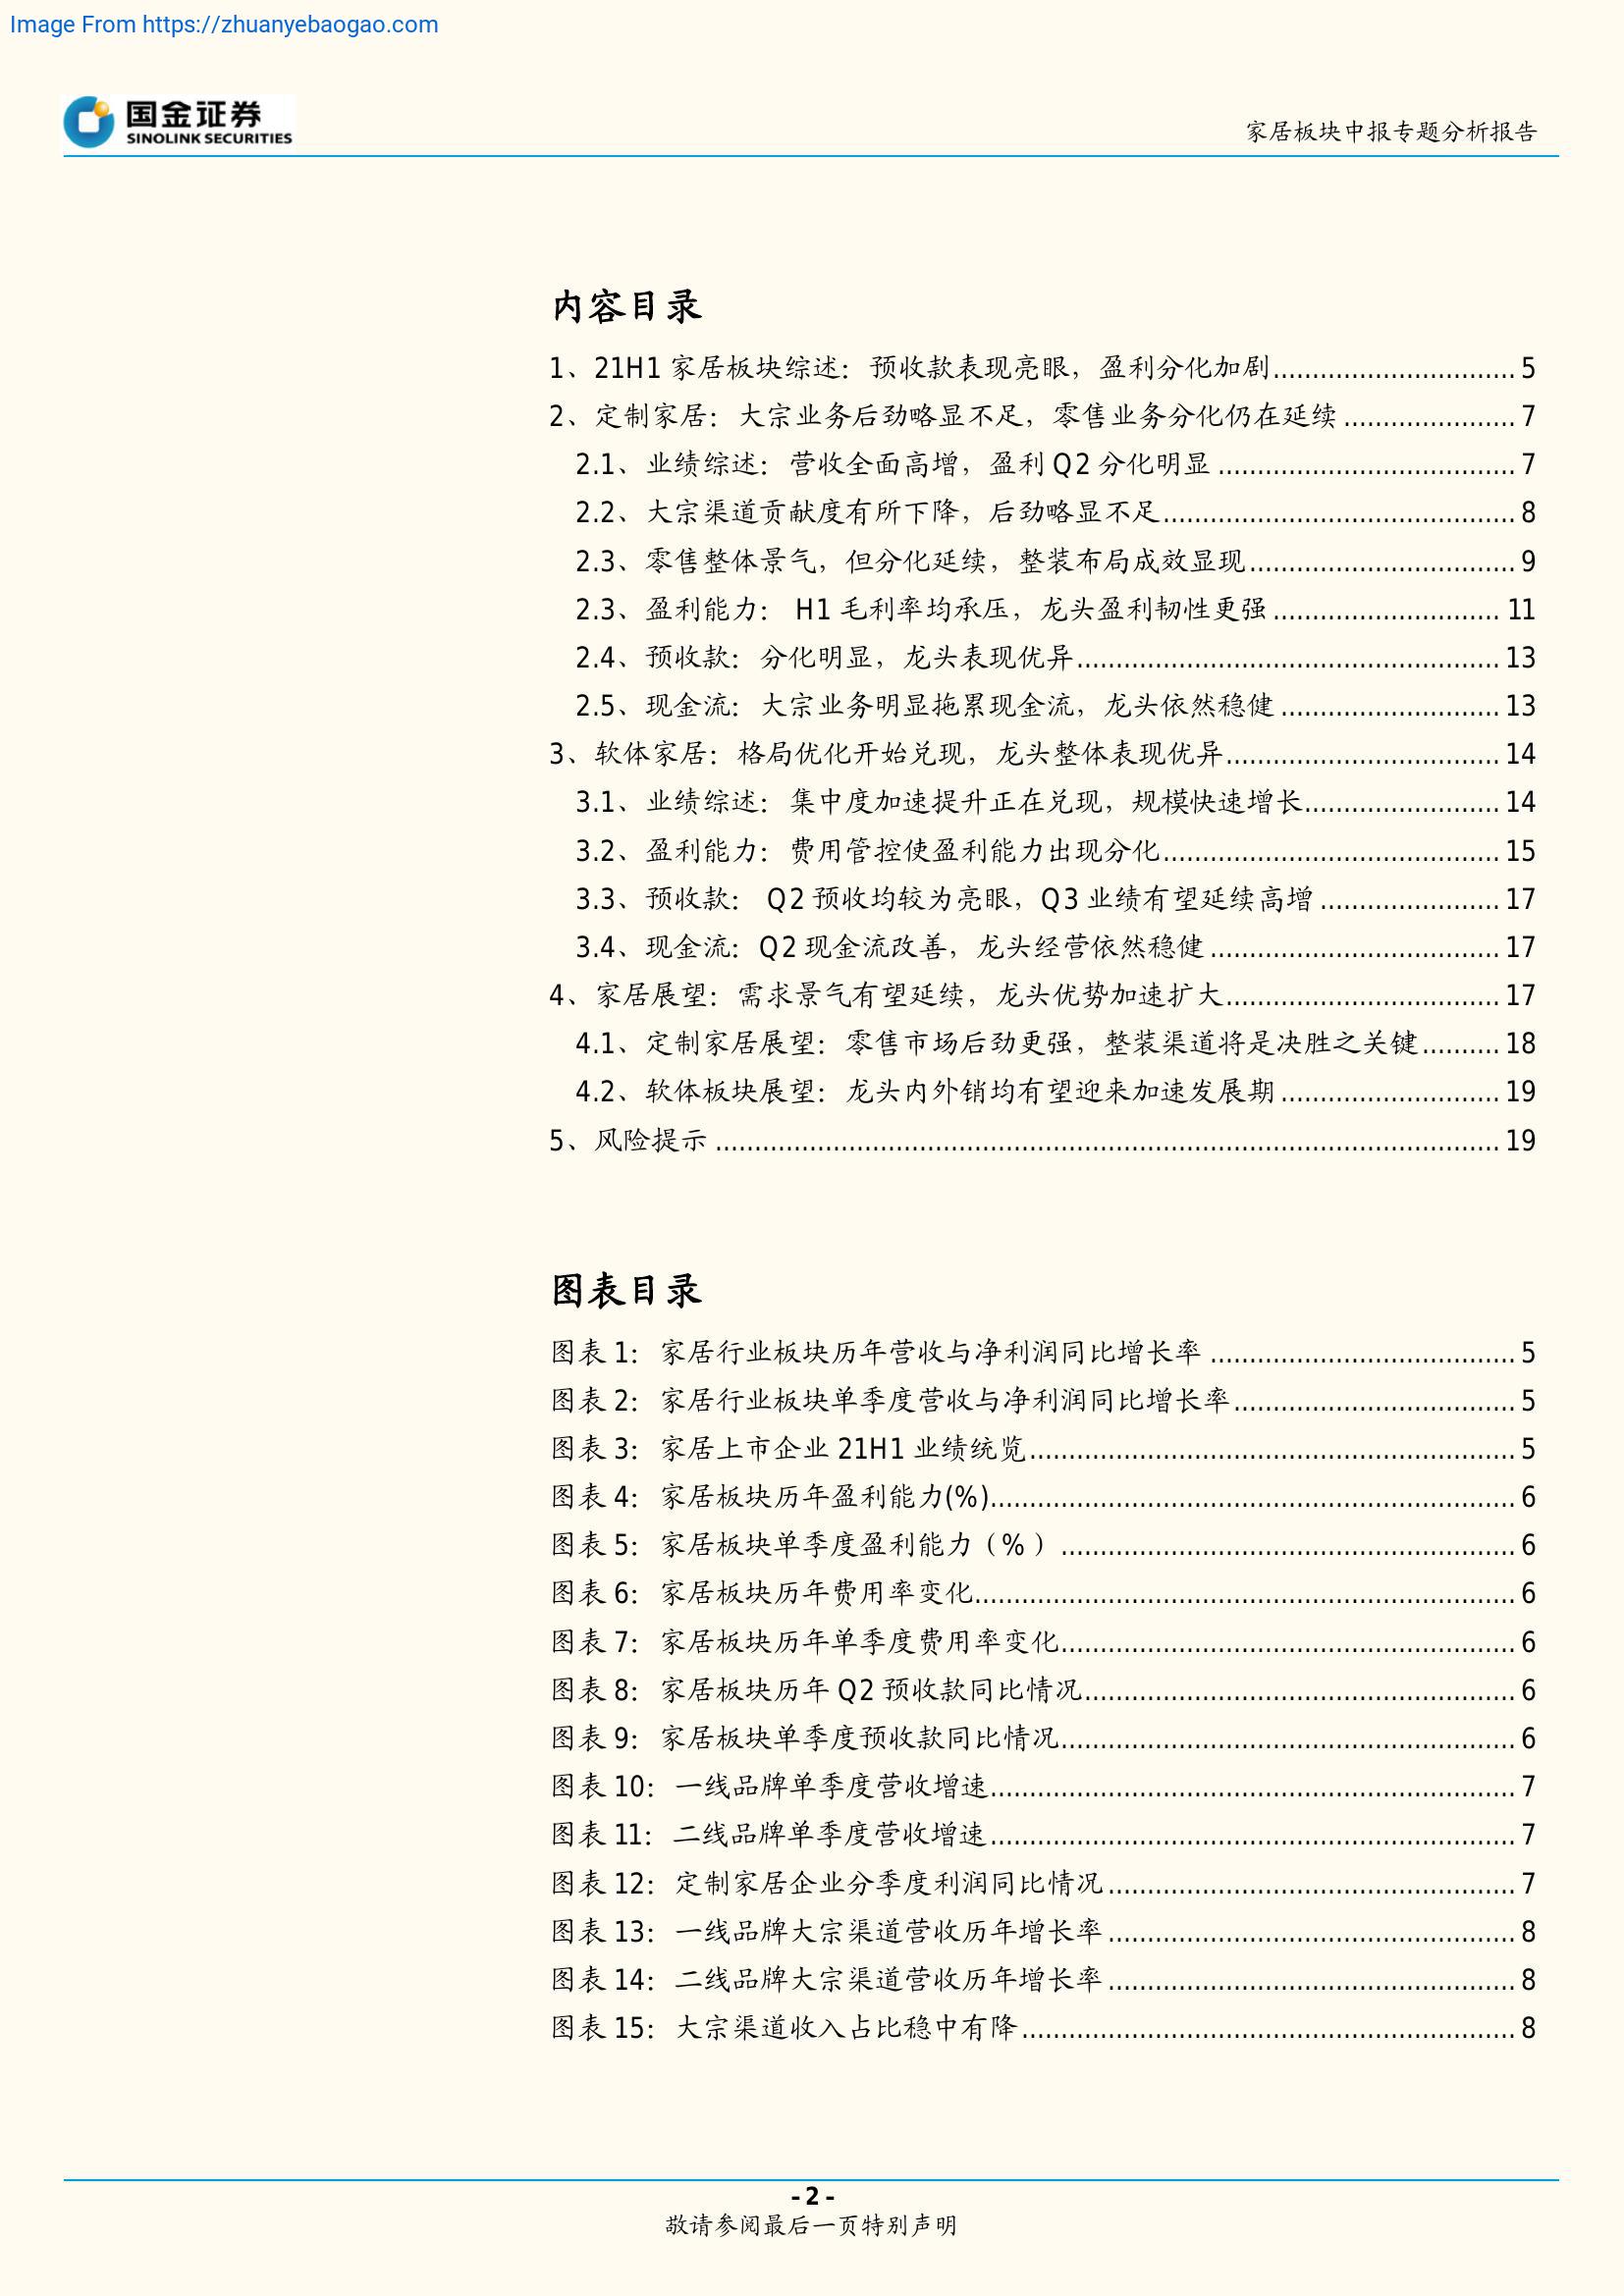 Image From https://zhuanyebaogao.com
国金证券
SINOLINK SECURITIES
家居板块中报专题分析报告
内容目录
1、21H1 家居板块综述：预收款表现亮眼，盈利分化加剧............................... 5
2、定制家居：大宗业务后劲略显不足，零售业务分化仍在延续 ...................... 7
2.1、业绩综述：营收全面高增，盈利 Q2 分化明显 ...................................... 7
2.2、大宗渠道贡献度有所下降，后劲略显不足............................................. 8
2.3、零售整体景气，但分化延续，整装布局成效显现.................................. 9
2.3、盈利能力： H1 毛利率均承压，龙头盈利韧性更强 ............................. 11
2.4、预收款：分化明显，龙头表现优异...................................................... 13
2.5、现金流：大宗业务明显拖累现金流，龙头依然稳健 ............................ 13
3、软体家居：格局优化开始兑现，龙头整体表现优异................................... 14
3.1、业绩综述：集中度加速提升正在兑现，规模快速增长......................... 14
3.2、盈利能力：费用管控使盈利能力出现分化........................................... 15
3.3、预收款： Q2 预收均较为亮眼，Q3 业绩有望延续高增 ....................... 17
3.4、现金流：Q2 现金流改善，龙头经营依然稳健 ..................................... 17
4、家居展望：需求景气有望延续，龙头优势加速扩大................................... 17
4.1、定制家居展望：零售市场后劲更强，整装渠道将是决胜之关键.......... 18
4.2、软体板块展望：龙头内外销均有望迎来加速发展期 ............................ 19
5、风险提示 .................................................................................................... 19
图表目录
图表 1：家居行业板块历年营收与净利润同比增长率 ....................................... 5
图表 2：家居行业板块单季度营收与净利润同比增长率.................................... 5
图表 3：家居上市企业 21H1 业绩统览.............................................................. 5
图表 4：家居板块历年盈利能力(%)................................................................... 6
图表 5：家居板块单季度盈利能力（%） .......................................................... 6
图表 6：家居板块历年费用率变化..................................................................... 6
图表 7：家居板块历年单季度费用率变化.......................................................... 6
图表 8：家居板块历年 Q2 预收款同比情况....................................................... 6
图表 9：家居板块单季度预收款同比情况.......................................................... 6
图表 10：一线品牌单季度营收增速................................................................... 7
图表 11：二线品牌单季度营收增速................................................................... 7
图表 12：定制家居企业分季度利润同比情况.................................................... 7
图表 13：一线品牌大宗渠道营收历年增长率 .................................................... 8
图表 14：二线品牌大宗渠道营收历年增长率 .................................................... 8
图表 15：大宗渠道收入占比稳中有降............................................................... 8
- 2 -
敬请参阅最后一页特别声明